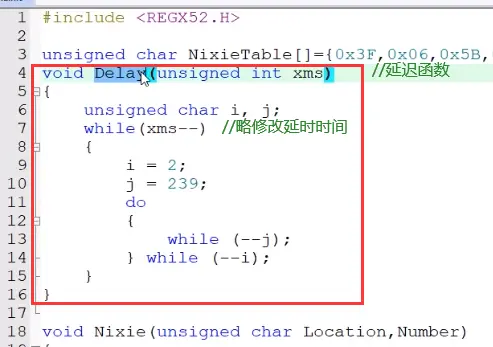 1 #include <REGX52.H>
2
3 unsigned char NixieTable[]={0x3F,0x06,0x5B,
4 void Delay(unsigned int xms) //延迟函数
5 {
6 unsigned char i, j;
7 while(xms--) //略修改延时时间
8 {
9 i = 2;
10 j = 239;
11 do
12 {
13 while (--j);
14 } while (--i);
15 }
16 }
17
18 void Nixie(unsigned char Location,Number)